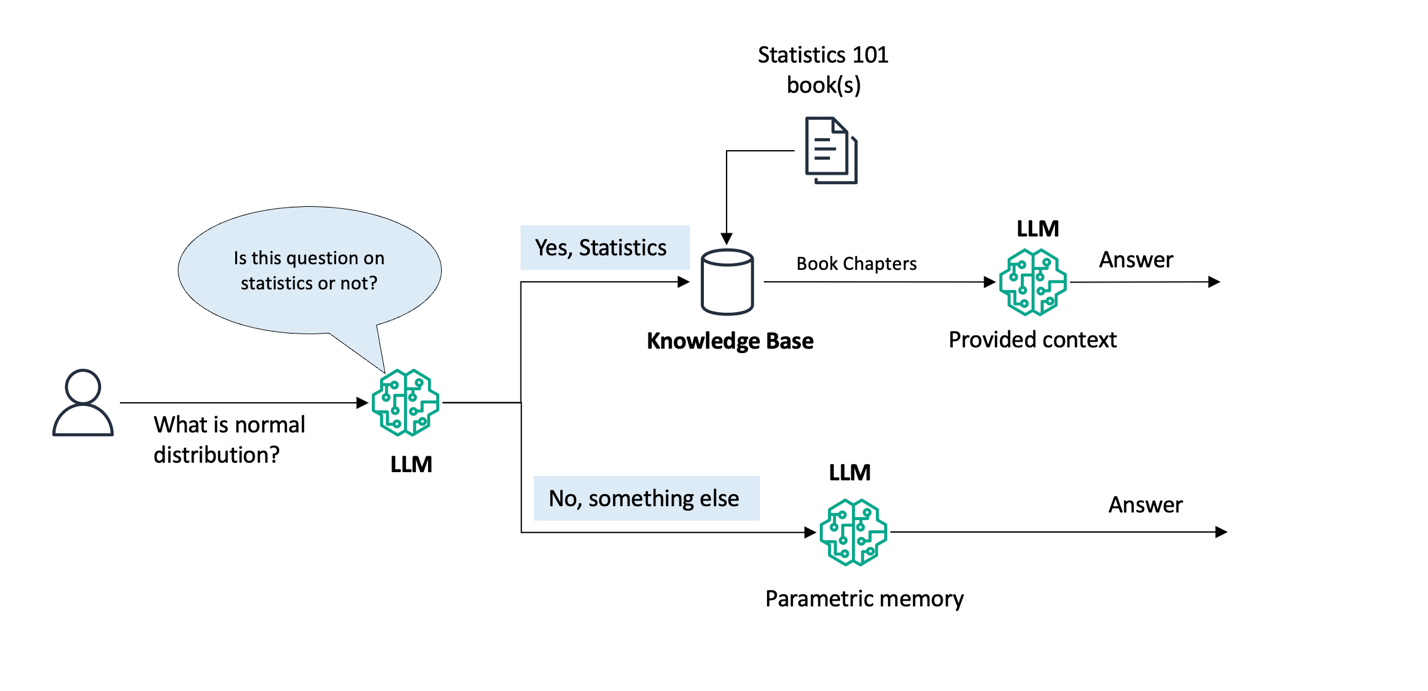 Statistics 101
book(s)
Is this question on
statistics or not?
Yes, Statistics
Knowledge Base
Book Chapters
LLM
Provided context
Answer
What is normal
distribution?
LLM
No, something else
LLM
Parametric memory
Answer